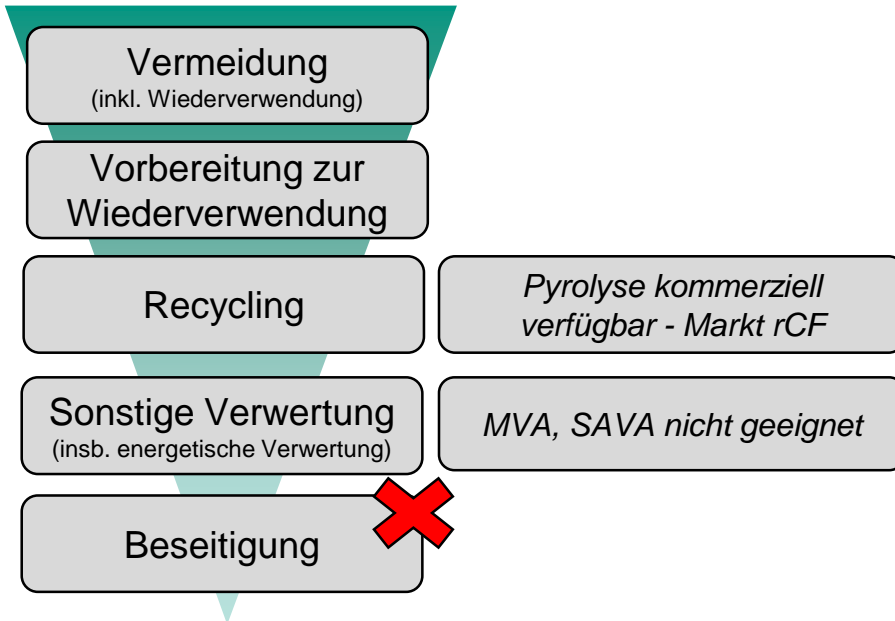 Vermeidung
(inkl. Wiederverwendung)
Vorbereitung zur
Wiederverwendung
Recycling
Pyrolyse kommerziell
verfügbar - Markt rCF
Sonstige Verwertung
(insb. energetische Verwertung)
MVA, SAVA nicht geeignet
Beseitigung